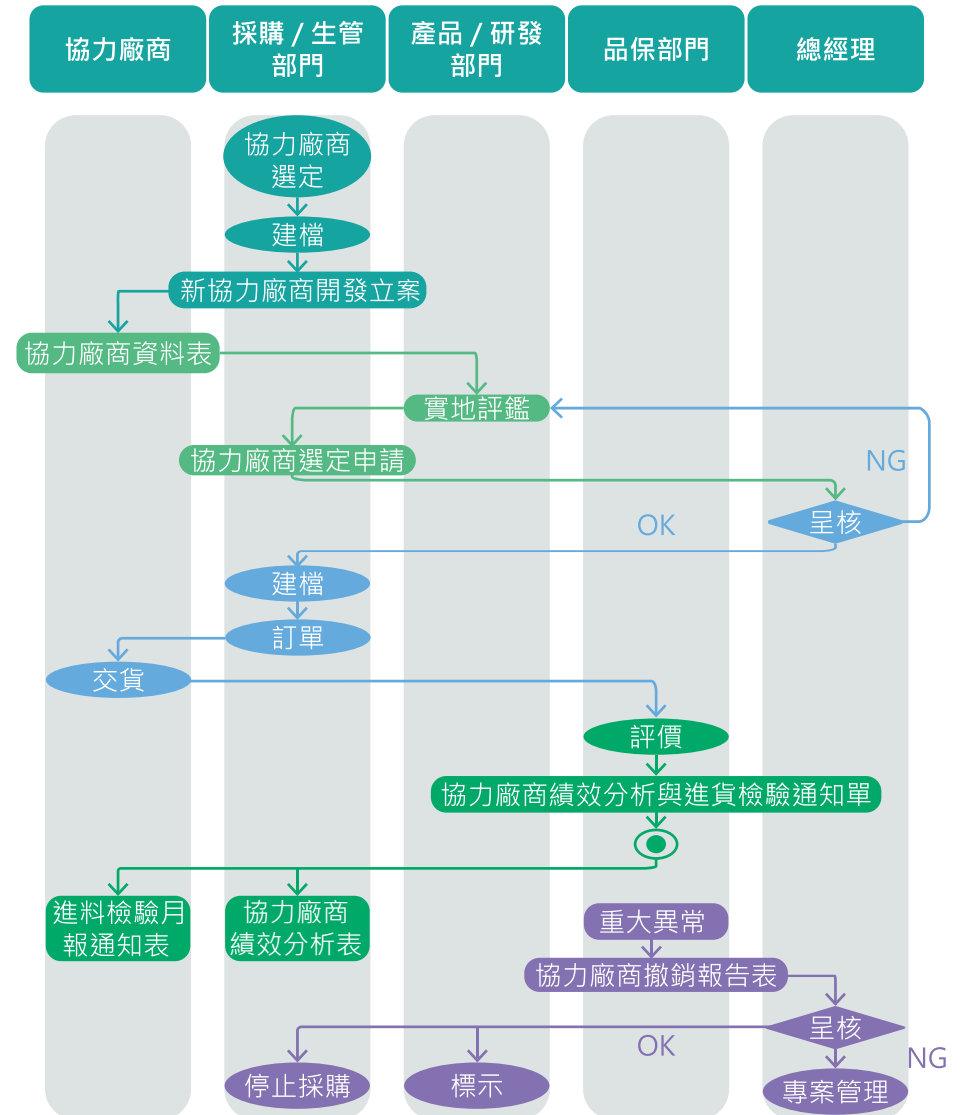 協力廠商
採購 / 生管
部門
產品 / 研發
部門
品保部門
總經理
協力廠商
選定
建檔
新協力廠商開發立案
協力廠商資料表
實地評鑑
協力廠商選定申請
NG
呈核
OK
建檔
訂單
交貨
評價
協力廠商績效分析與進貨檢驗通知單
進料檢驗月
報通知表
協力廠商
績效分析表
重大異常
協力廠商撤銷報告表
呈核
OK
NG
停止採購
標示
專案管理